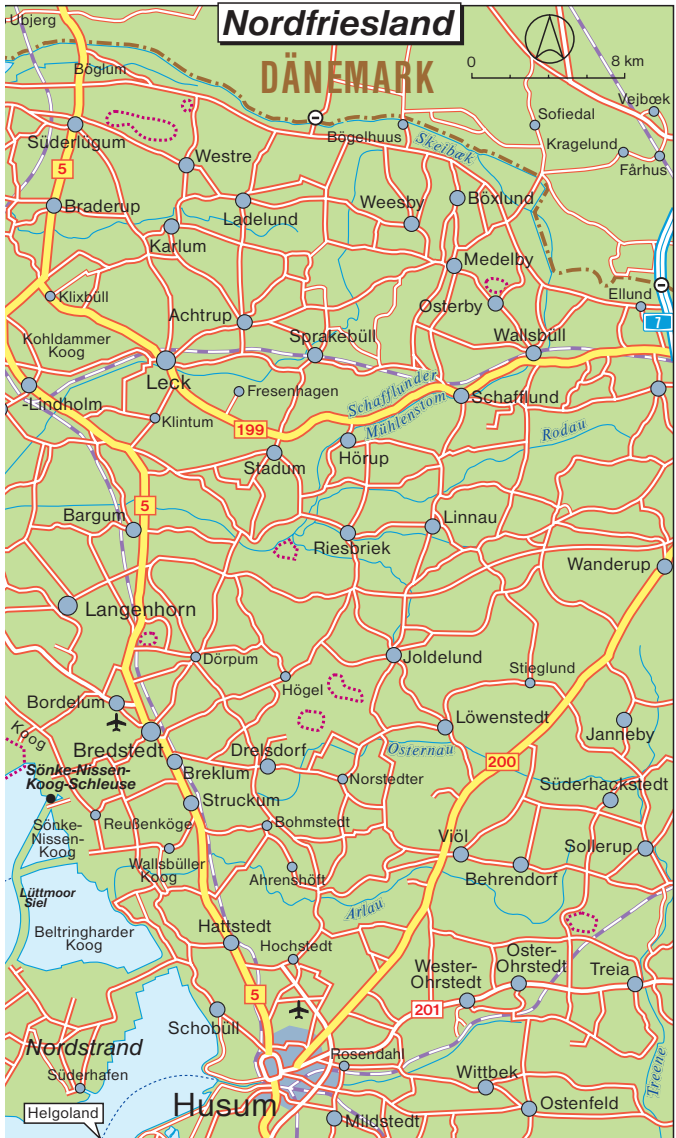 Nordfriesland
Ubjerg
0 8 km
DÄNEMARK
Böglum
Vejbœk
Sofiedal
Süderlügum
Bögelhuus
Skeibæk
Kragelund
Fårhus
Westre
5
Braderup
Ladelund
Weesby
Böxlund
Karlum
Medelby
Klixbüll
Osterby
Ellund
Achtrup
7
Kohldammer
Koog
Sprakebüll
Wallsbüll
Leck
Fresenhagen
Schafflunder
Mühlenstom
Schafflund
-Lindholm
Klintum
199
Rodau
Stadum
Hörup
5
Bargum
Linnau
Riesbriek
Wanderup
Langenhorn
Dörpum
Joldelund
Högel
Stieglund
Bordelum
Löwenstedt
Janneby
Koog
Bredstedt
Drelsdorf
Osternau
200
Sönke-Nissen-
Koog-Schleuse
Breklum
Norstedter
Süderhackstedt
Struckum
Sönke-
Nissen-
Koog
Reußenköge
Bohmstedt
Viöl
Sollerup
Wallsbüller
Koog
Ahrenshöft
Behrendorf
Lüttmoor
Siel
Arlau
Beltringharder
Koog
Hattstedt
Hochstedt
Wester-
Ohrstedt
Oster-
Ohrstedt
Treia
5
201
Schobüll
Nordstrand
Rosendahl
Treene
Süderhafen
Wittbek
Helgoland
Husum
Mildstedt
Ostenfeld